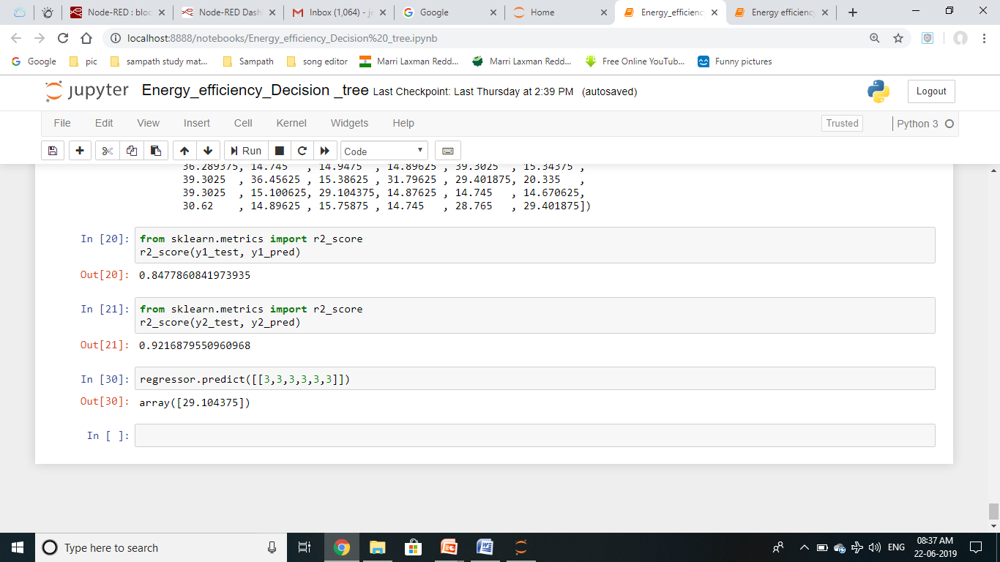 Node-RED : bloc
Node-RED Dash
Inbox (1,064) - je
Google
Home
Energy_efficienc
Energy efficiency
localhost:8888/notebooks/Energy_efficiency_Decision%20_tree.ipynb
Google pic sampath study mat... Sampath song editor Marri Laxman Redd... Marri Laxman Redd... Free Online YouTub... Funny pictures
jupyter Energy_efficiency_Decision _tree Last Checkpoint: Last Thursday at 2:39 PM (autosaved) Logout
File Edit View Insert Cell Kernel Widgets Help Trusted Python 3
Run Code
36.289375, 14.745 , 14.9475 , 14.89625 , 39.3025 , 15.34375 ,
39.3025 , 36.45625 , 15.38625 , 31.79625 , 29.401875, 20.335 ,
39.3025 , 15.100625, 29.104375, 14.87625 , 14.745 , 14.670625,
30.62 , 14.89625 , 15.75875 , 14.745 , 28.765 , 29.401875])
In [20]: from sklearn.metrics import r2_score
r2_score(y1_test, y1_pred)
Out[20]: 0.8477860841973935
In [21]: from sklearn.metrics import r2_score
r2_score(y2_test, y2_pred)
Out[21]: 0.9216879550960968
In [30]: regressor.predict([[3,3,3,3,3,3]])
Out[30]: array([29.104375])
In [ ]:
Type here to search
ENG
08:37 AM
22-06-2019